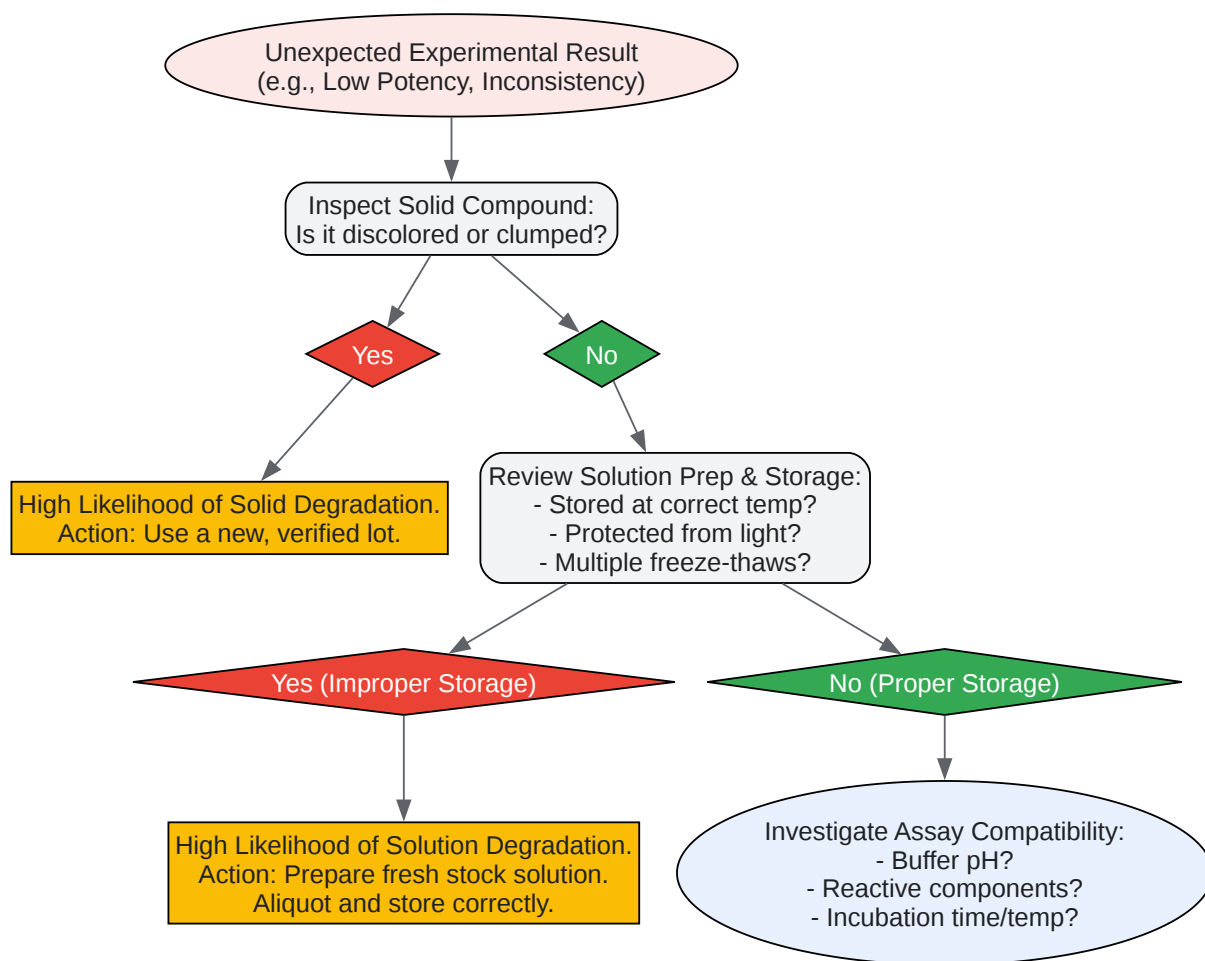 Unexpected Experimental Result
(e.g., Low Potency, Inconsistency)
Inspect Solid Compound:
Is it discolored or clumped?
Yes
No
High Likelihood of Solid Degradation.
Action: Use a new, verified lot.
Review Solution Prep & Storage:
- Stored at correct temp?
- Protected from light?
- Multiple freeze-thaws?
Yes (Improper Storage)
No (Proper Storage)
High Likelihood of Solution Degradation.
Action: Prepare fresh stock solution.
Aliquot and store correctly.
Investigate Assay Compatibility:
- Buffer pH?
- Reactive components?
- Incubation time/temp?